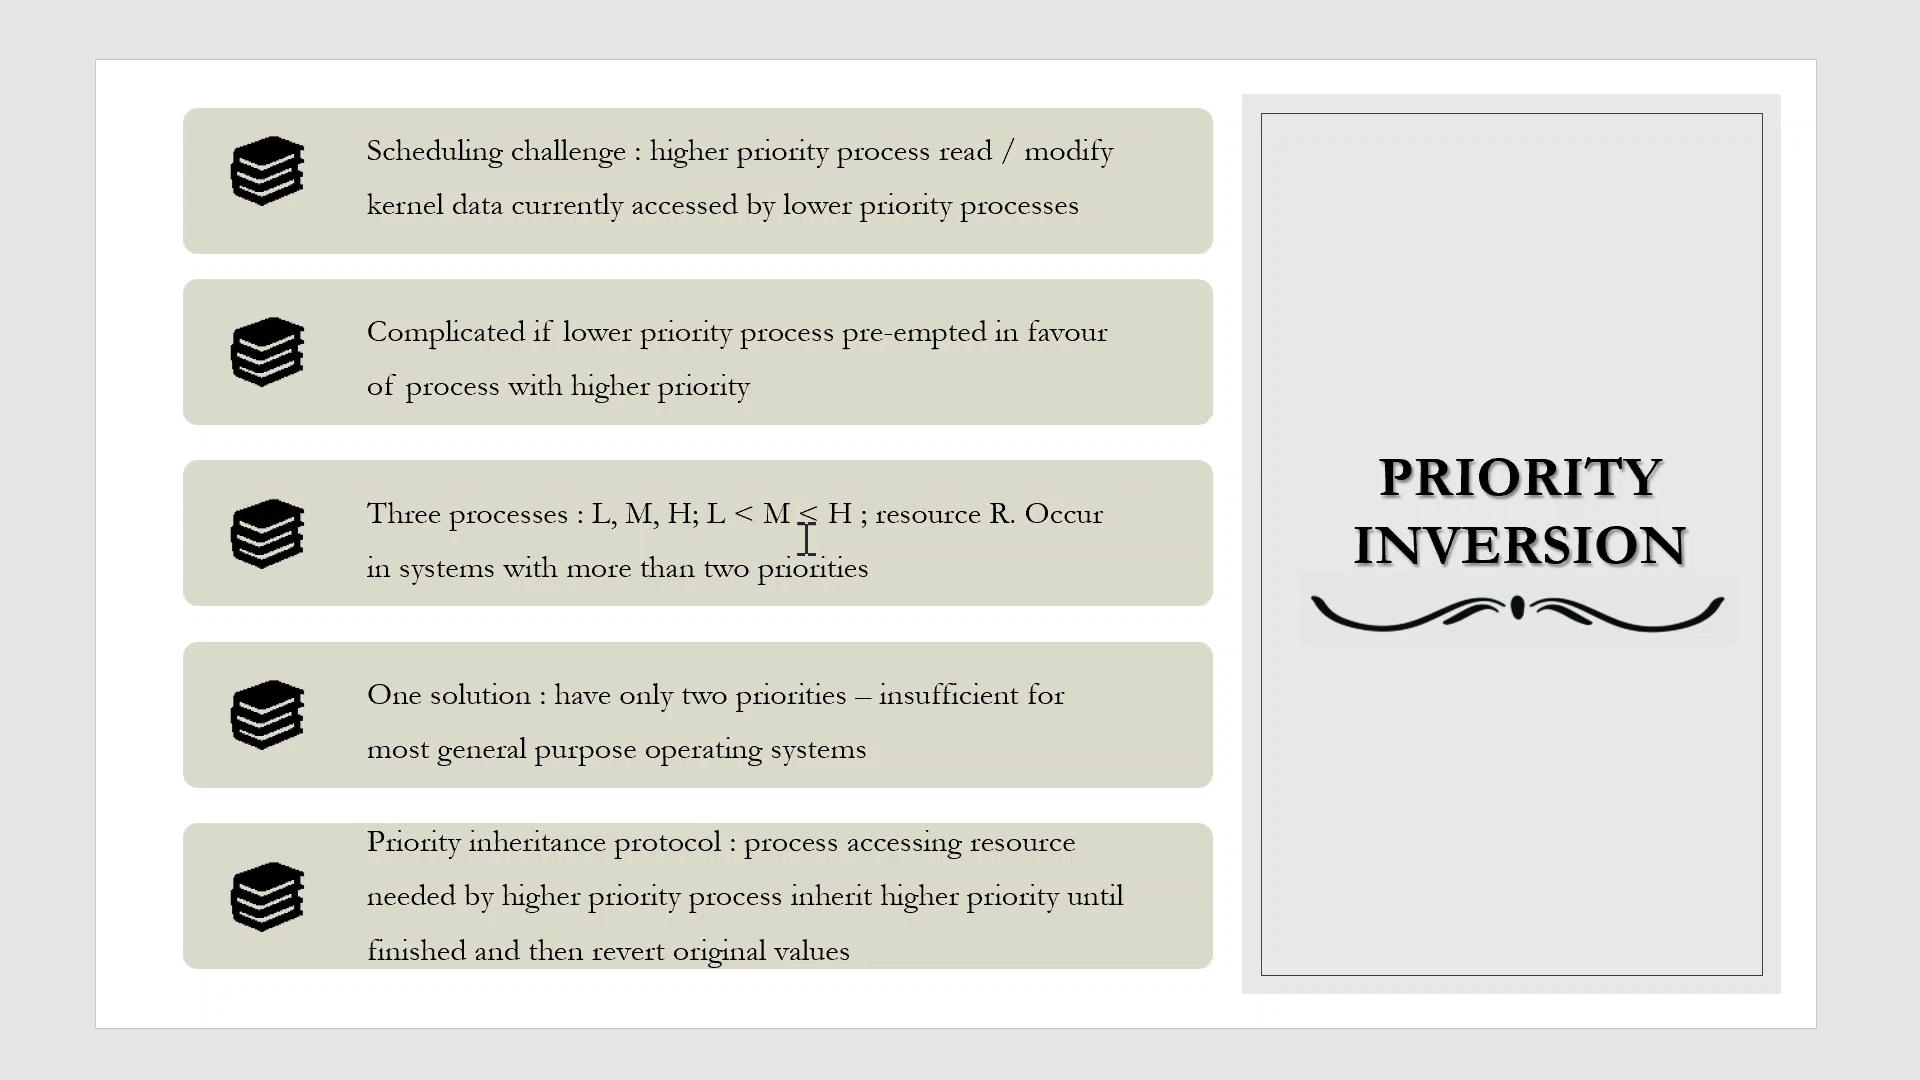 Scheduling challenge : higher priority process read / modify
kernel data currently accessed by lower priority processes
Complicated if lower priority process pre-empted in favour
of process with higher priority
Three processes : L, M, H; L < M < H ; resource R. Occur
in systems with more than two priorities
One solution : have only two priorities – insufficient for
most general purpose operating systems
Priority inheritance protocol : process accessing resource
needed by higher priority process inherit higher priority until
finished and then revert original values
PRIORITY
INVERSION